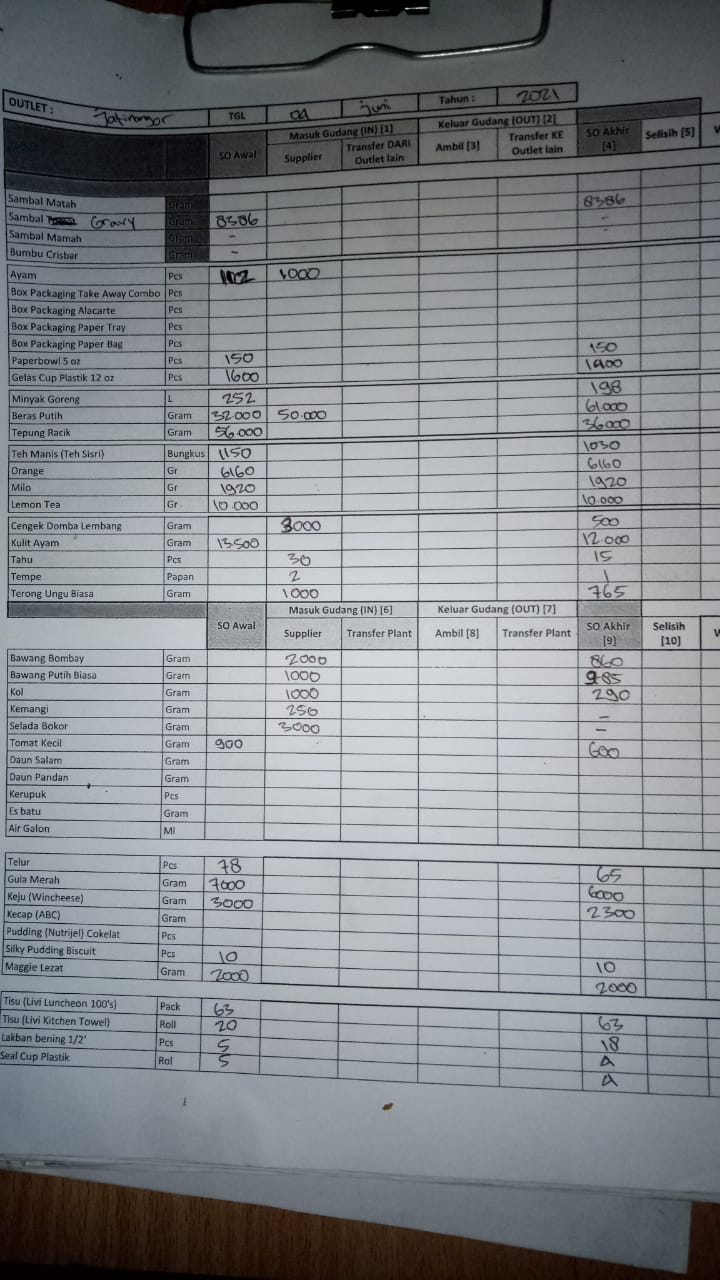 OUTLET : Jatinangor TGL 09 juni Tahun : 2021
Masuk Gudang (IN) [1] Keluar Gudang (OUT) [2]
SO Awal Supplier Transfer DARI Outlet lain Ambil [3] Transfer KE Outlet lain SO Akhir [4] Selisih [5]
Sambal Matah Gram
Sambal Gravy Gram 8386 8386
Sambal Mamah Gram - -
Bumbu Crisbar Gram - -
Ayam Pcs 102 1000
Box Packaging Take Away Combo Pcs
Box Packaging Alacarte Pcs
Box Packaging Paper Tray Pcs
Box Packaging Paper Bag Pcs
Paperbowl 5 oz Pcs 150 150
Gelas Cup Plastik 12 oz Pcs 1600 1400
Minyak Goreng L 252 198
Beras Putih Gram 32000 50.000 61.000
Tepung Racik Gram 56.000 36000
Teh Manis (Teh Sisri) Bungkus 1150 1030
Orange Gr 6160 6160
Milo Gr 1920 1920
Lemon Tea Gr 10.000 10.000
Cengek Domba Lembang Gram 3000 500
Kulit Ayam Gram 13500 12.000
Tahu Pcs 30 15
Tempe Papan 2 1
Terong Ungu Biasa Gram 1000 765
Masuk Gudang (IN) [6] Keluar Gudang (OUT) [7]
SO Awal Supplier Transfer Plant Ambil [8] Transfer Plant SO Akhir [9] Selisih [10]
Bawang Bombay Gram 2000 860
Bawang Putih Biasa Gram 1000 985
Kol Gram 1000 290
Kemangi Gram 250 -
Selada Bokor Gram 3000 -
Tomat Kecil Gram 900 600
Daun Salam Gram
Daun Pandan Gram
Kerupuk Pcs
Es batu Gram
Air Galon Ml
Telur Pcs 78 65
Gula Merah Gram 7000 6000
Keju (Wincheese) Gram 3000 2300
Kecap (ABC) Gram
Pudding (Nutrijel) Cokelat Pcs
Silky Pudding Biscuit Pcs 10 10
Maggie Lezat Gram 2000 2000
Tisu (Livi Luncheon 100's) Pack 63 63
Tisu (Livi Kitchen Towel) Roll 20 18
Lakban bening 1/2' Pcs 5 4
Seal Cup Plastik Rol 5 4